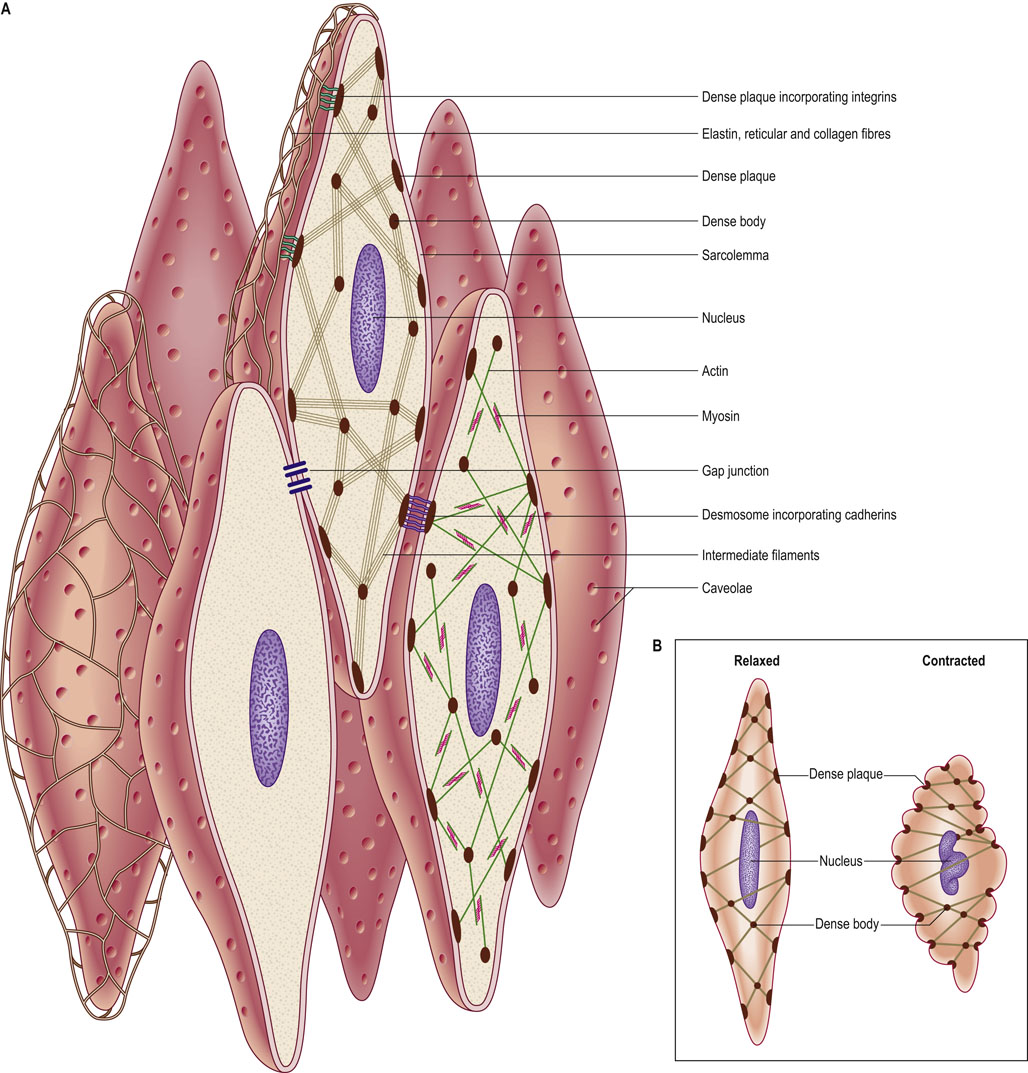 A
Dense plaque incorporating integrins
Elastin, reticular and collagen fibres
Dense plaque
Dense body
Sarcolemma
Nucleus
Actin
Myosin
Gap junction
Desmosome incorporating cadherins
Intermediate filaments
Caveolae
B
Relaxed
Contracted
Dense plaque
Nucleus
Dense body